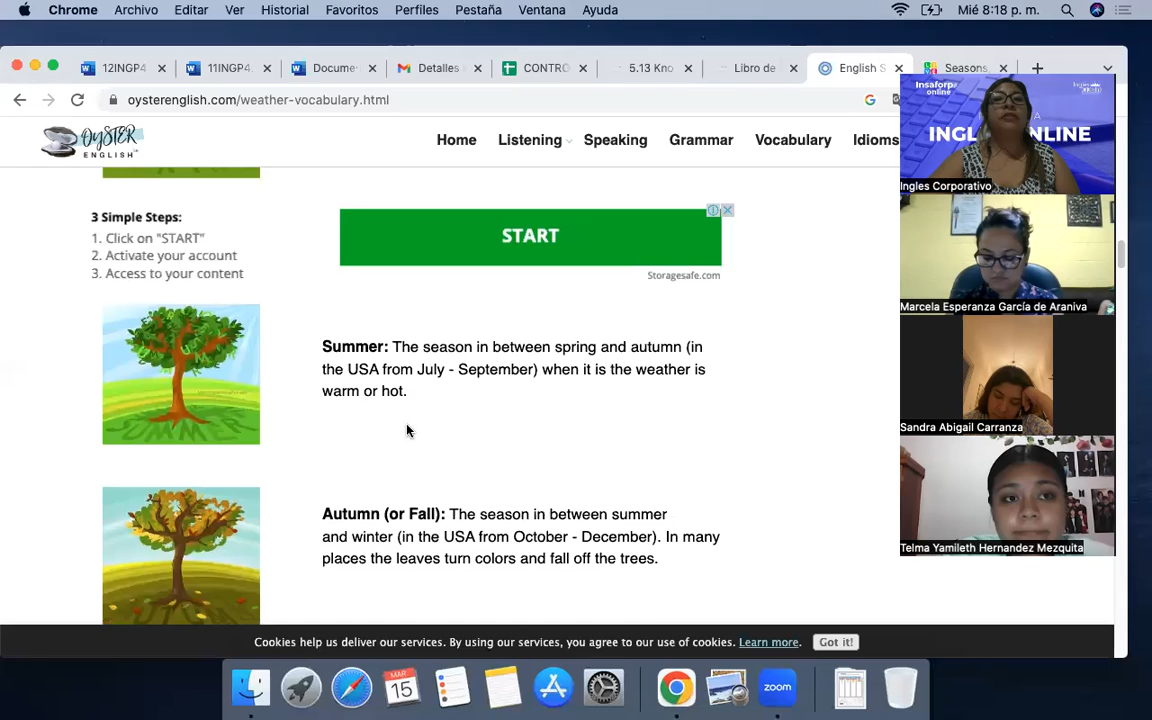 Chrome Archivo Editar Ver Historial Favoritos Perfiles Pestaña Ventana Ayuda Mié 8:18 p. m.
12INGP4 11INGP4 Docume Detalles CONTRO 5.13 Kno Libro de English S Seasons,
oysterenglish.com/weather-vocabulary.html
OYSTER
ENGLISH
Home Listening Speaking Grammar Vocabulary Idioms
Insaforp
online
INGL NLINE
Ingles Corporativo
3 Simple Steps:
1. Click on "START"
2. Activate your account
3. Access to your content
START
Storagesafe.com
Marcela Esperanza García de Araniva
Summer: The season in between spring and autumn (in
the USA from July - September) when it is the weather is
warm or hot.
Sandra Abigail Carranza
Autumn (or Fall): The season in between summer
and winter (in the USA from October - December). In many
places the leaves turn colors and fall off the trees.
Telma Yamileth Hernandez Mezquita
Cookies help us deliver our services. By using our services, you agree to our use of cookies. Learn more. Got it!
MAR
15
zoom